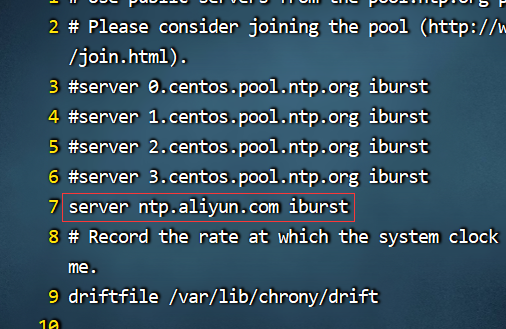 1 # Use public servers from the pool.ntp.org p
2 # Please consider joining the pool (http://w
/join.html).
3 #server 0.centos.pool.ntp.org iburst
4 #server 1.centos.pool.ntp.org iburst
5 #server 2.centos.pool.ntp.org iburst
6 #server 3.centos.pool.ntp.org iburst
7 server ntp.aliyun.com iburst
8 # Record the rate at which the system clock
me.
9 driftfile /var/lib/chrony/drift
10